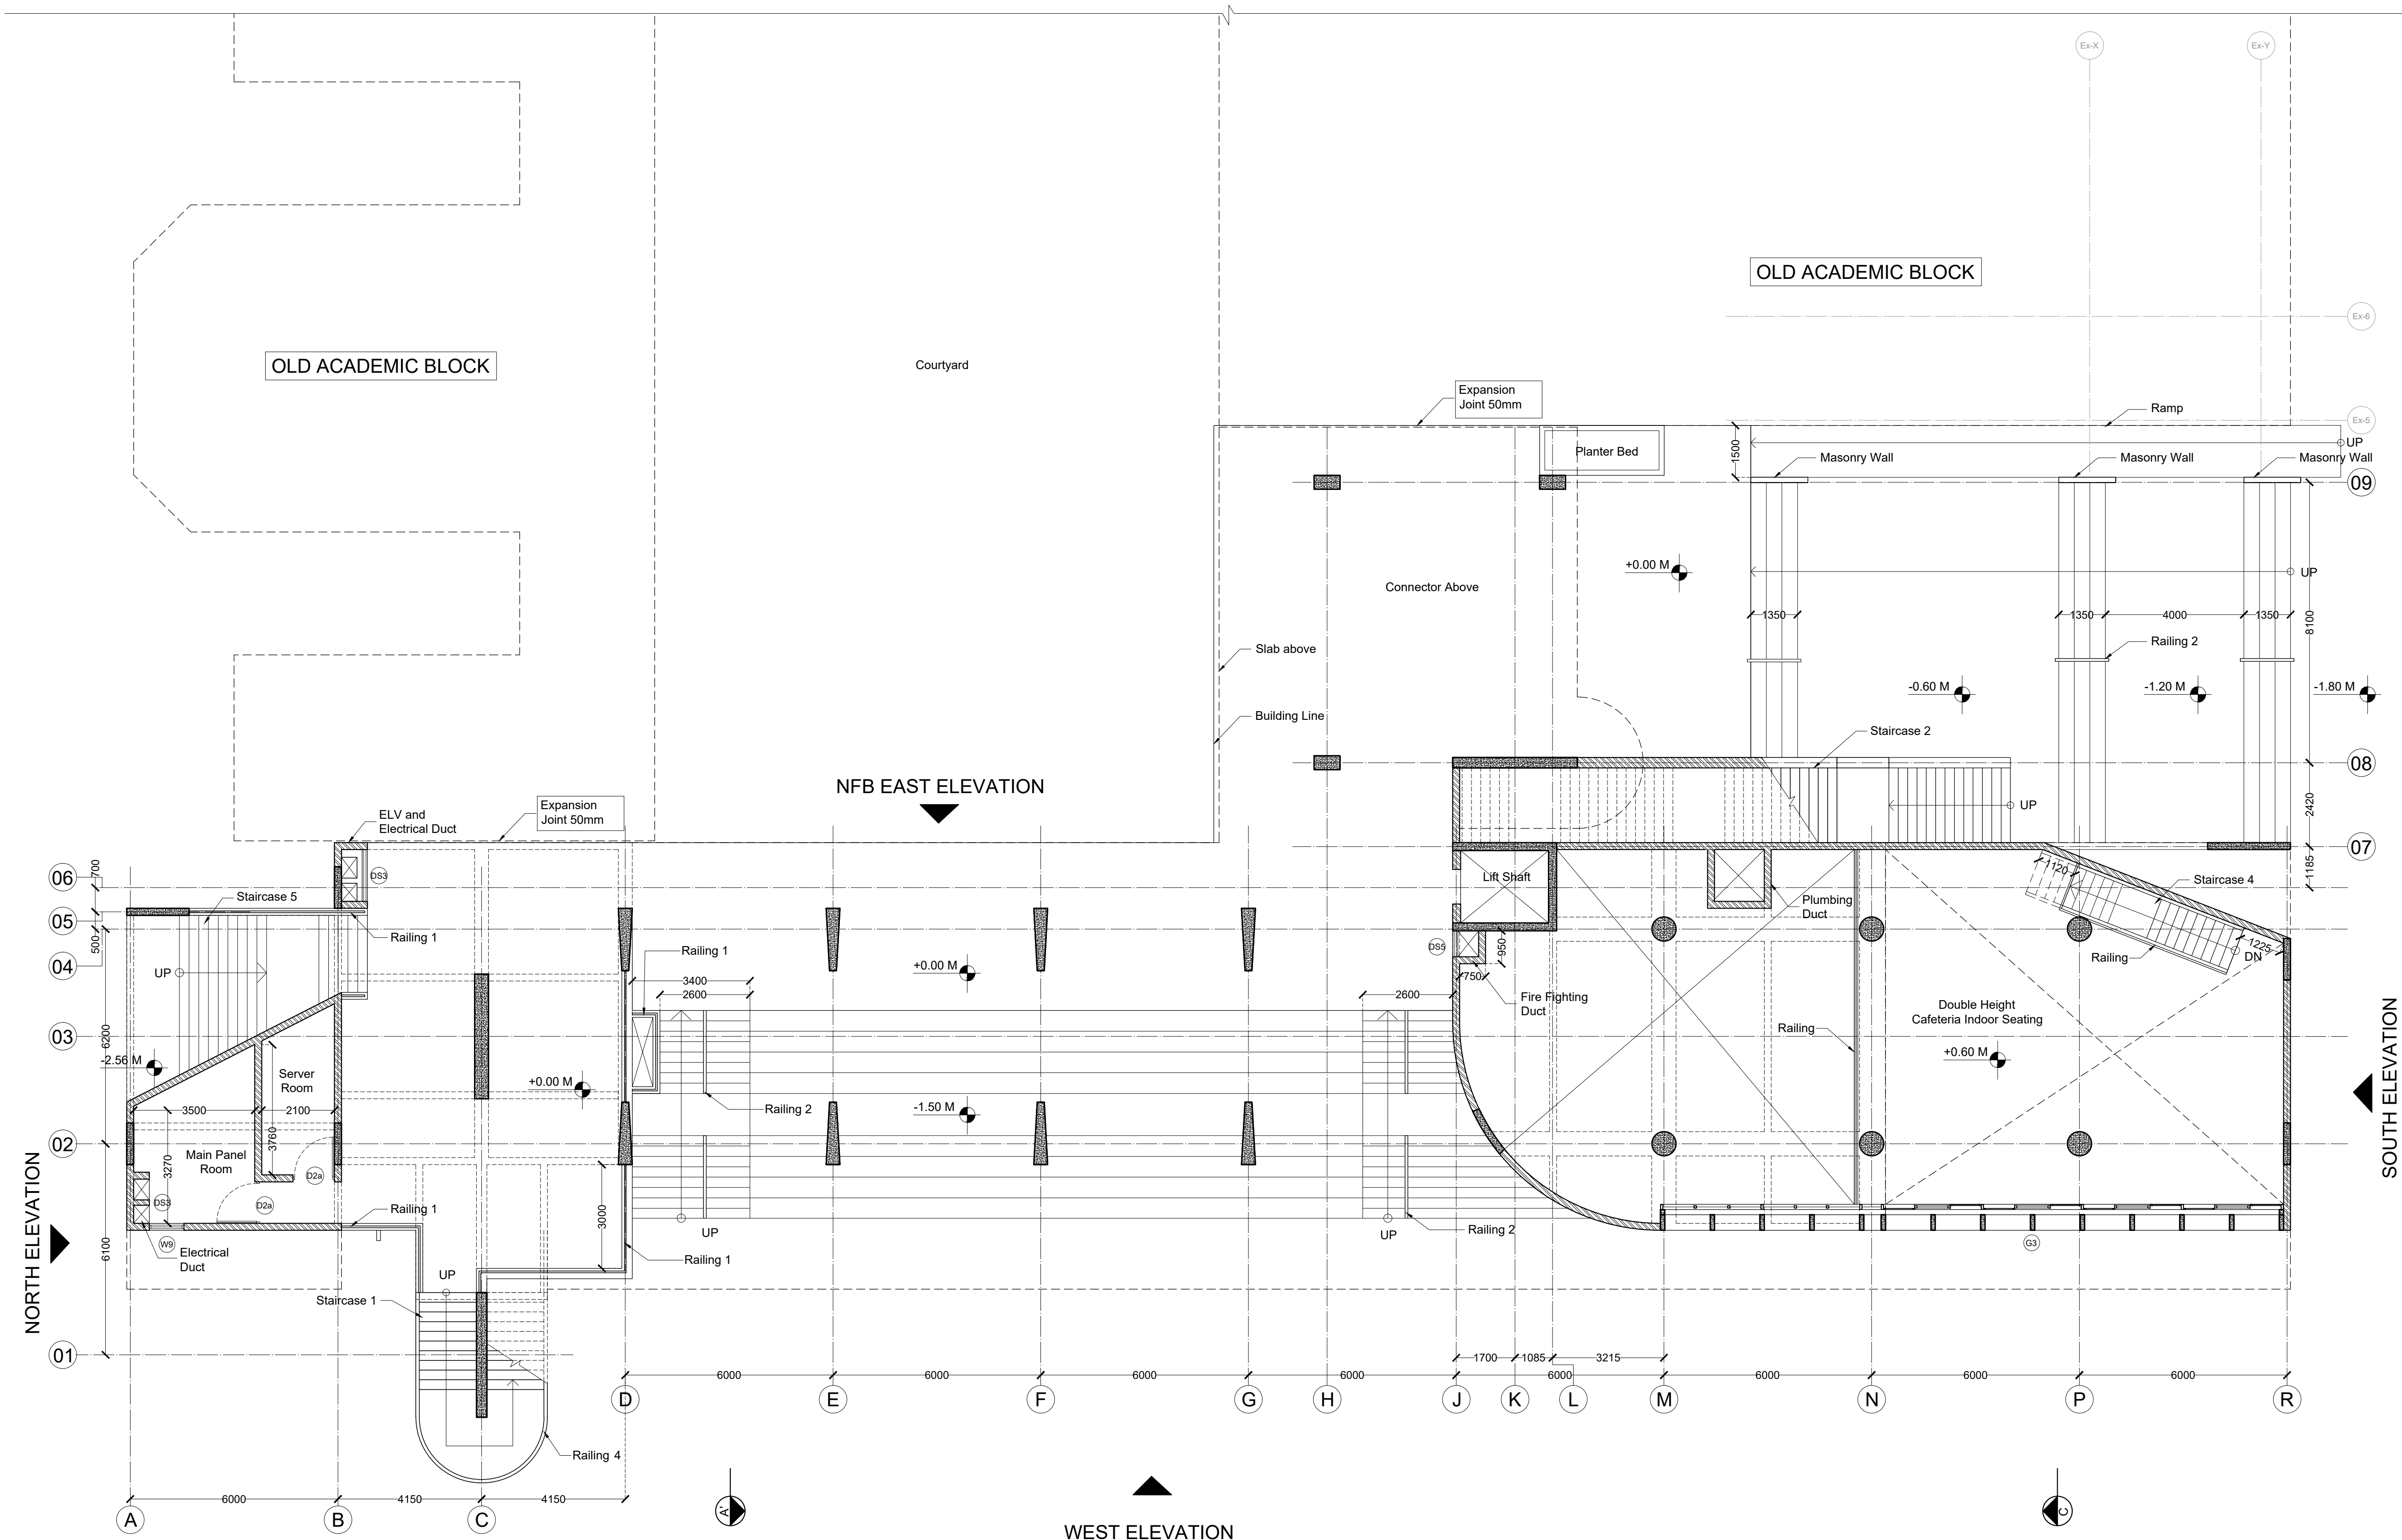 Ex-X
Ex-Y
OLD ACADEMIC BLOCK
Ex-6
OLD ACADEMIC BLOCK
Courtyard
Expansion
Joint 50mm
Ramp
Ex-5
UP
Planter Bed
1500
Masonry Wall
Masonry Wall
Masonry Wall
09
+0.00 M
UP
Connector Above
1350
1350
4000
1350
8100
Railing 2
Slab above
-0.60 M
-1.20 M
-1.80 M
Building Line
Staircase 2
08
NFB EAST ELEVATION
Expansion
Joint 50mm
ELV and
Electrical Duct
UP
2420
07
700
06
DS3
Lift Shaft
1120
1185
Staircase 4
Staircase 5
Plumbing
Duct
05
Railing 1
500
04
Railing 1
DS5
950
1225
DN
Railing
UP
+0.00 M
3400
2600
2600
750
Fire Fighting
Duct
Double Height
Cafeteria Indoor Seating
03
6200
Railing
-2.56 M
Server
Room
+0.00 M
+0.60 M
3500
2100
Railing 2
-1.50 M
SOUTH ELEVATION
02
3760
Main Panel
Room
3270
D2a
DS3
D2a
Railing 1
3000
NORTH ELEVATION
6100
W9
Electrical
Duct
UP
Railing 1
UP
Railing 2
G3
UP
Staircase 1
01
1700
1085
3215
6000
6000
6000
6000
6000
6000
6000
6000
D
E
F
G
H
J
K
L
M
N
P
R
Railing 4
6000
4150
4150
A
B
C
A'
C
WEST ELEVATION